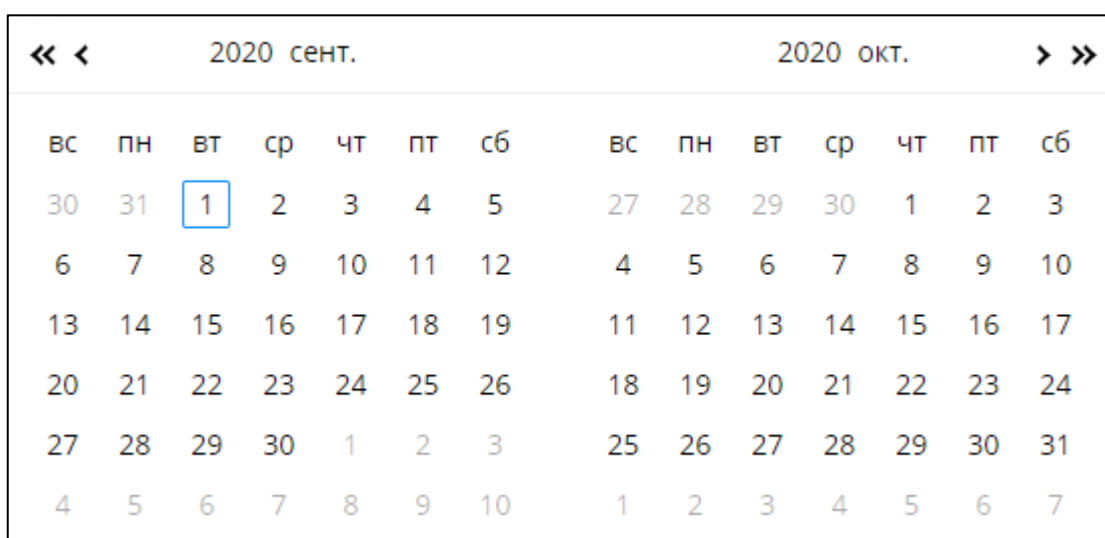 « ‹ 2020 сент. 2020 окт. › »
вс пн вт ср чт пт сб вс пн вт ср чт пт сб
30 31 1 2 3 4 5 27 28 29 30 1 2 3
6 7 8 9 10 11 12 4 5 6 7 8 9 10
13 14 15 16 17 18 19 11 12 13 14 15 16 17
20 21 22 23 24 25 26 18 19 20 21 22 23 24
27 28 29 30 1 2 3 25 26 27 28 29 30 31
4 5 6 7 8 9 10 1 2 3 4 5 6 7